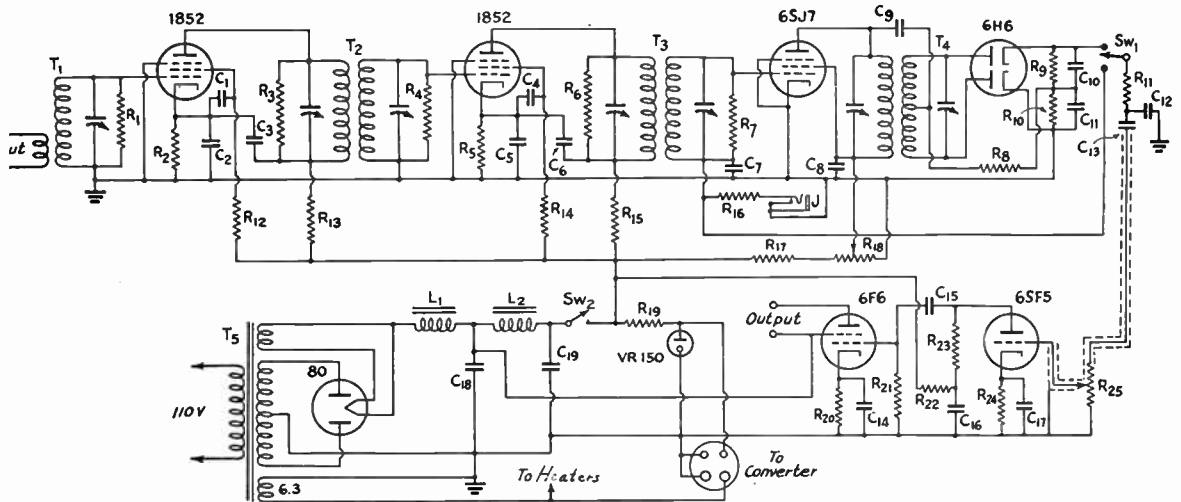 1852
1852
6SJ7
C9
6H6
T1
T2
T3
T4
Sw1
C1
R1
R2
C2
C3
R3
R4
C4
R5
C5
C6
R6
R7
C7
C8
R9
C10
R10
C11
R8
R11
C12
C13
ut
R12
R13
R14
R15
R16
J
R17
R18
L1
L2
Sw2
R19
VR150
Output
6F6
C15
6SF5
T5
80
110V
C18
C19
R20
C14
R21
R23
R22
C16
R24
C17
R25
6.3
To Heaters
To
Converter